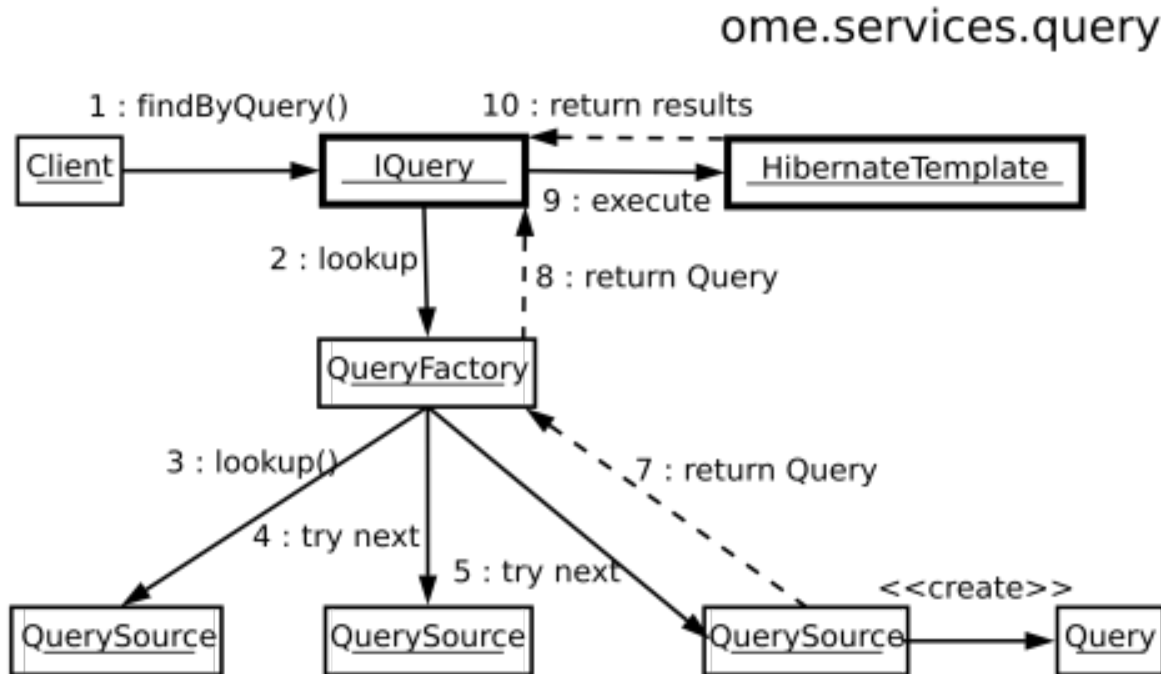 ome.services.query
1 : findByQuery()
10 : return results
Client
IQuery
HibernateTemplate
9 : execute
2 : lookup
8 : return Query
QueryFactory
3 : lookup()
7 : return Query
4 : try next
5 : try next
<<create>>
QuerySource
QuerySource
QuerySource
Query